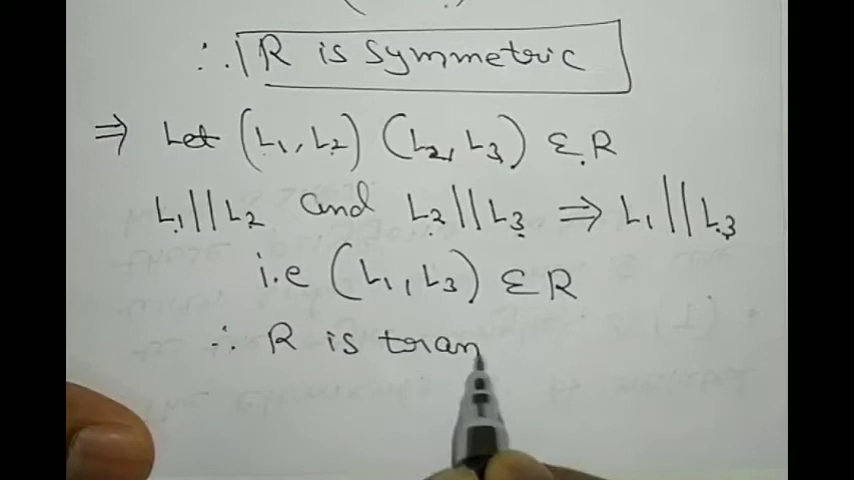 ∴ R is Symmetric
⇒ Let (L₁, L₂) (L₂, L₃) ∈ R
L₁ || L₂ and L₂ || L₃ ⇒ L₁ || L₃
i.e (L₁, L₃) ∈ R
∴ R is tran